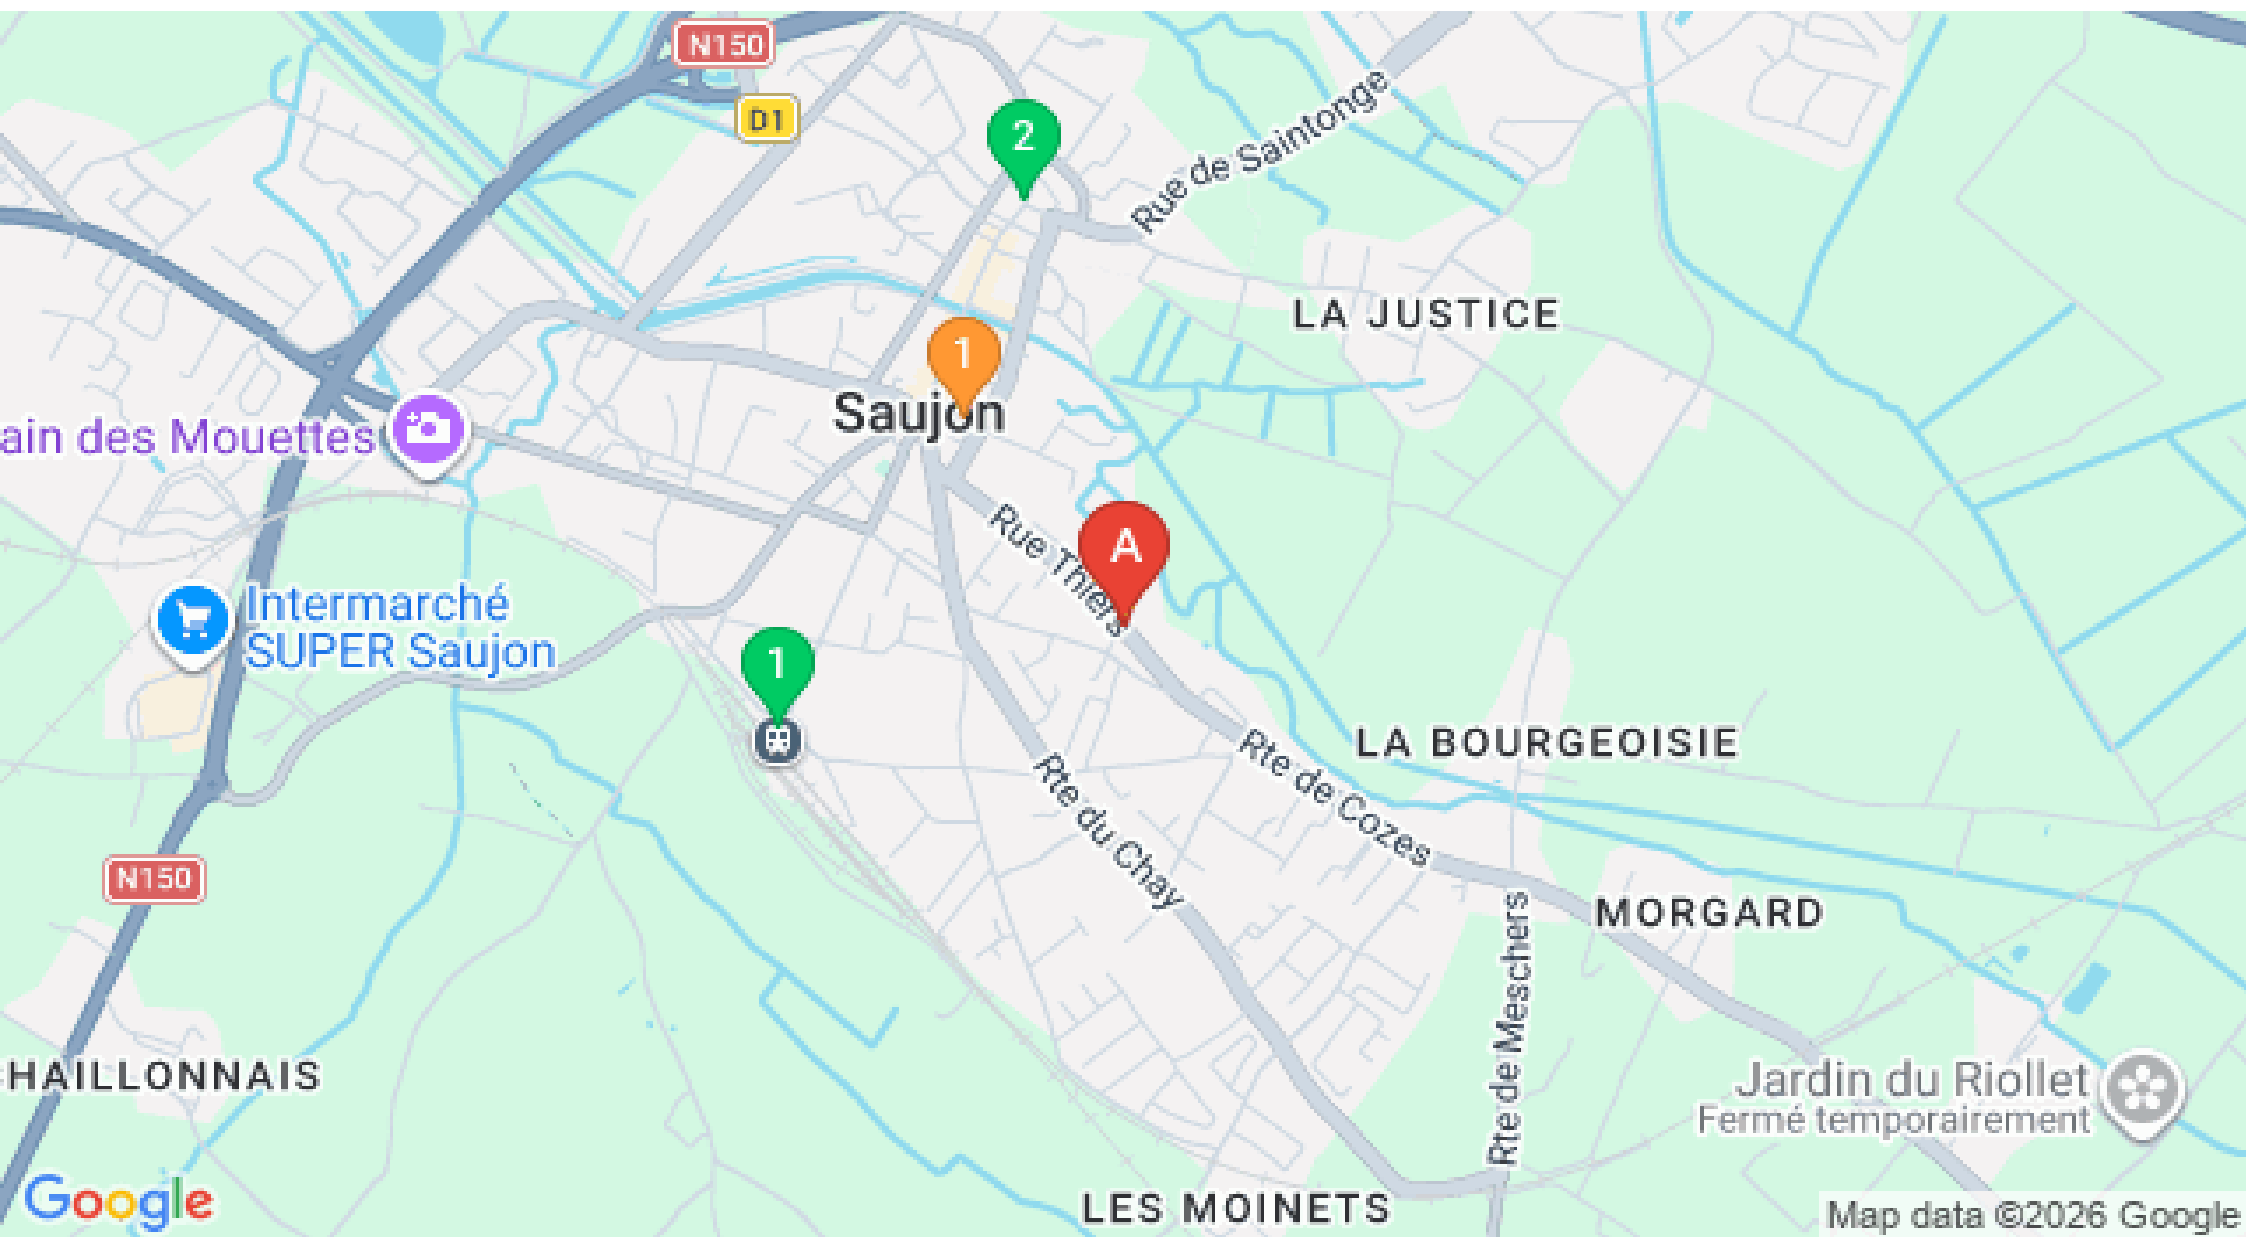 N150
D1
2
Rue de Saintonge
LA JUSTICE
1
Saujon
ain des Mouettes
Rue Thiers
A
Intermarché
SUPER Saujon
1
LA BOURGEOISIE
Rte de Cozes
Rte du Chay
N150
MORGARD
Rte de Meschers
HAILLONNAIS
Jardin du Riollet
Fermé temporairement
LES MOINETS
Google
Map data ©2026 Google